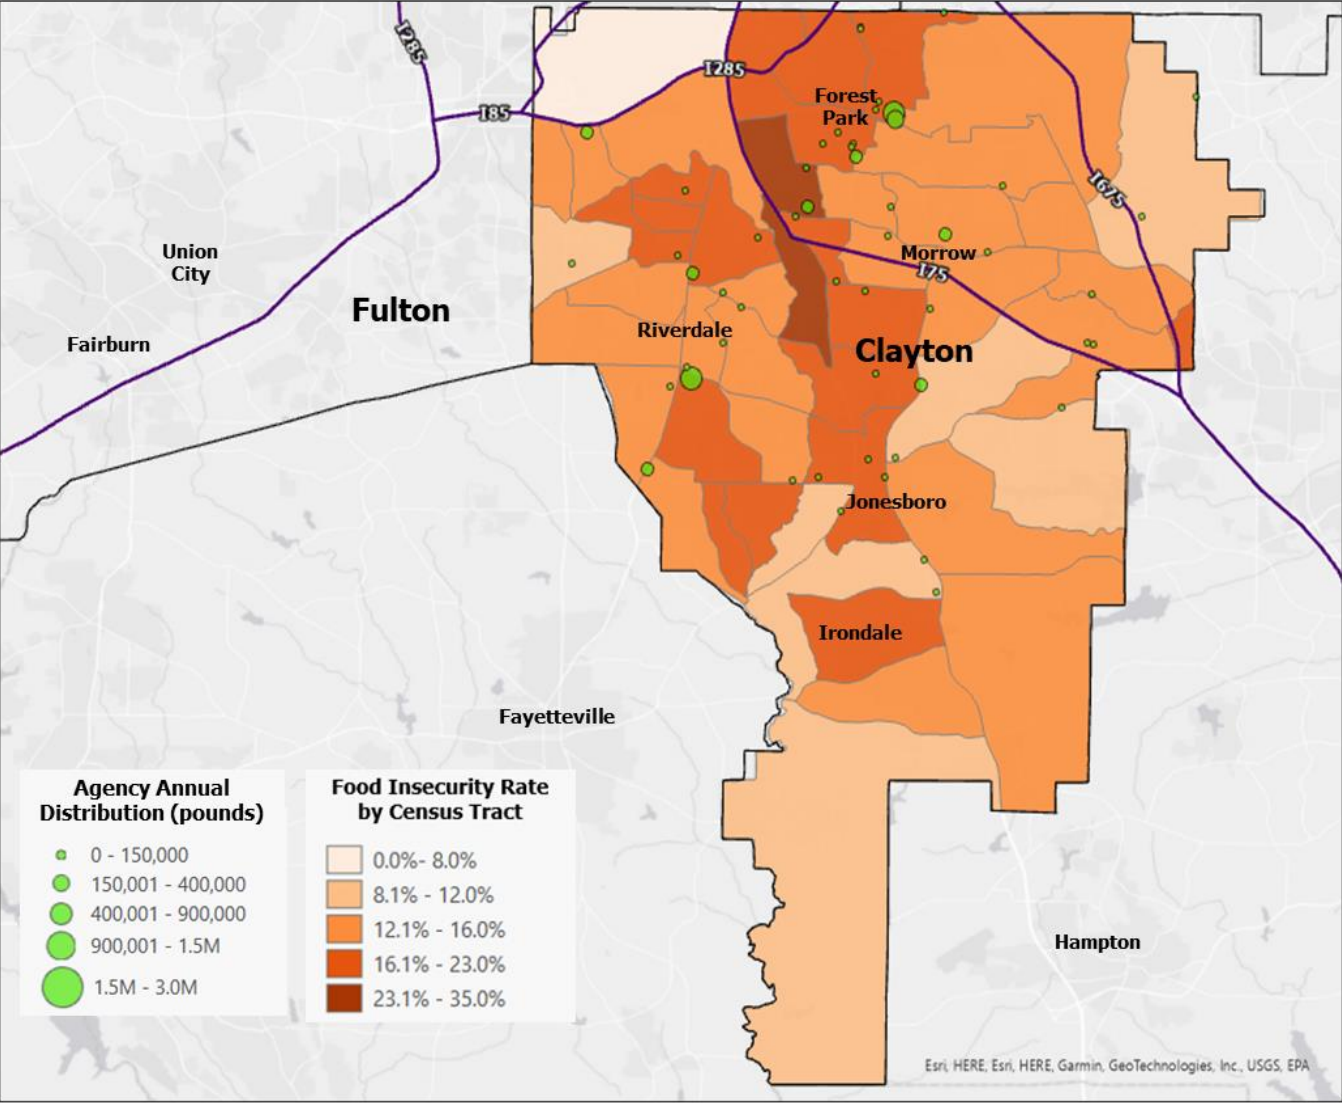 I285
I285
I85
Forest
Park
I675
Union
City
Morrow
I75
Fulton
Fairburn
Riverdale
Clayton
Jonesboro
Irondale
Fayetteville
Agency Annual
Distribution (pounds)
0 - 150,000
150,001 - 400,000
400,001 - 900,000
900,001 - 1.5M
1.5M - 3.0M
Food Insecurity Rate
by Census Tract
0.0%- 8.0%
8.1% - 12.0%
12.1% - 16.0%
16.1% - 23.0%
23.1% - 35.0%
Hampton
Esri, HERE, Esri, HERE, Garmin, GeoTechnologies, Inc., USGS, EPA